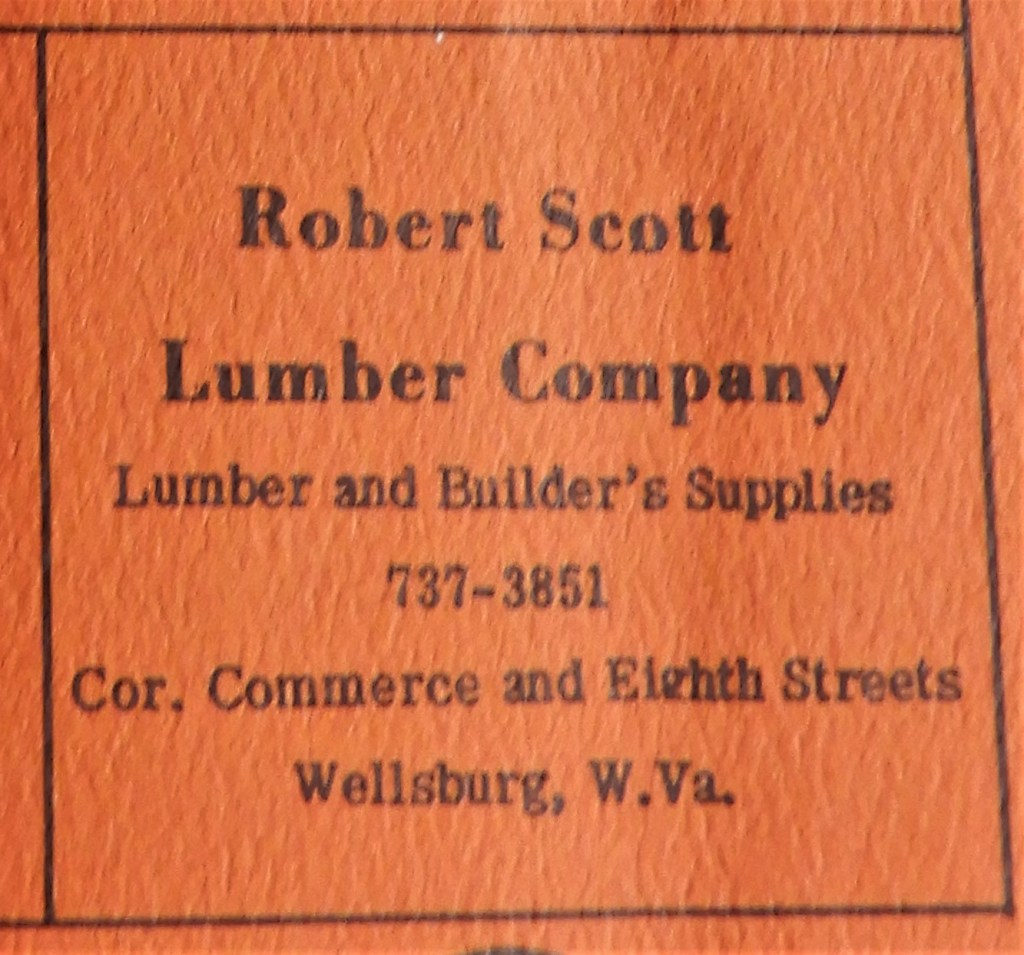 Robert Scott
Lumber Company
Lumber and Builder's Supplies
737-3851
Cor. Commerce and Eighth Streets
Wellsburg, W.Va.